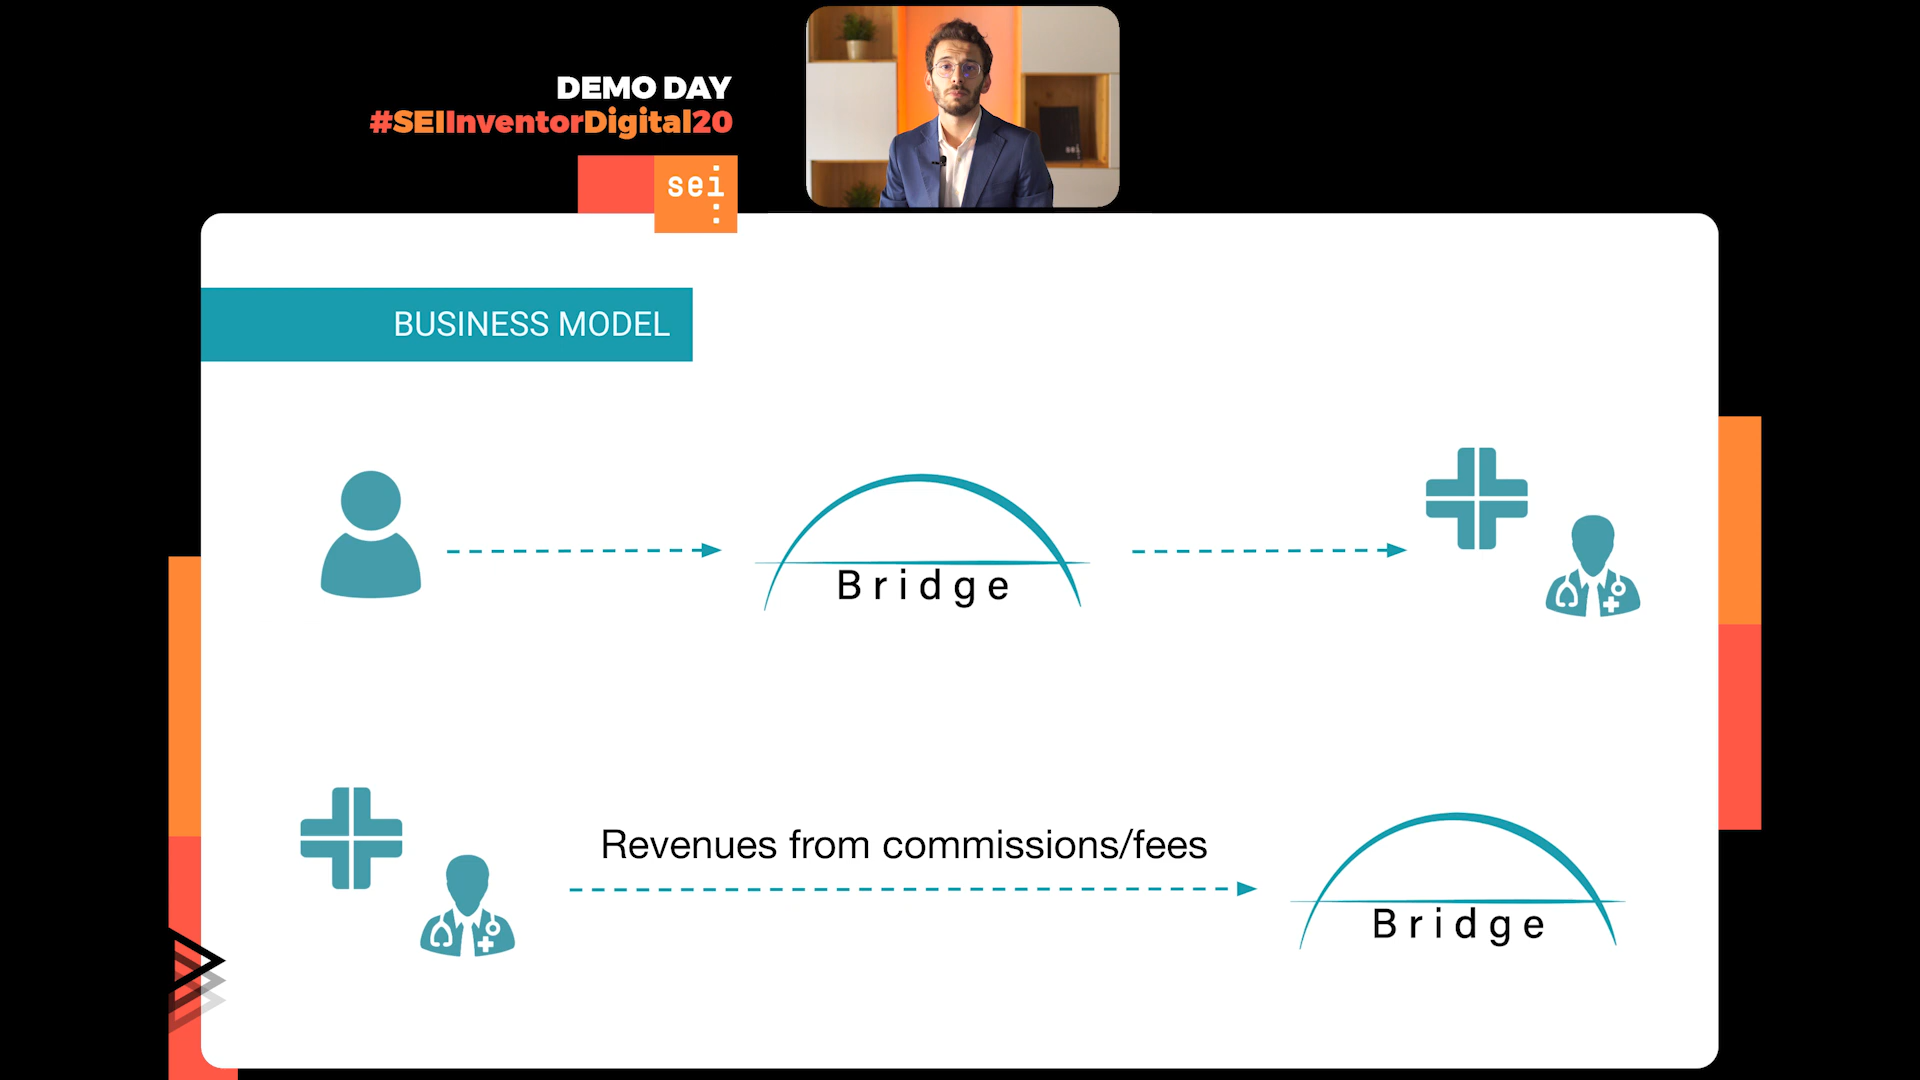 DEMO DAY
#SEIInventorDigital20
sei
BUSINESS MODEL
Bridge
Revenues from commissions/fees
Bridge